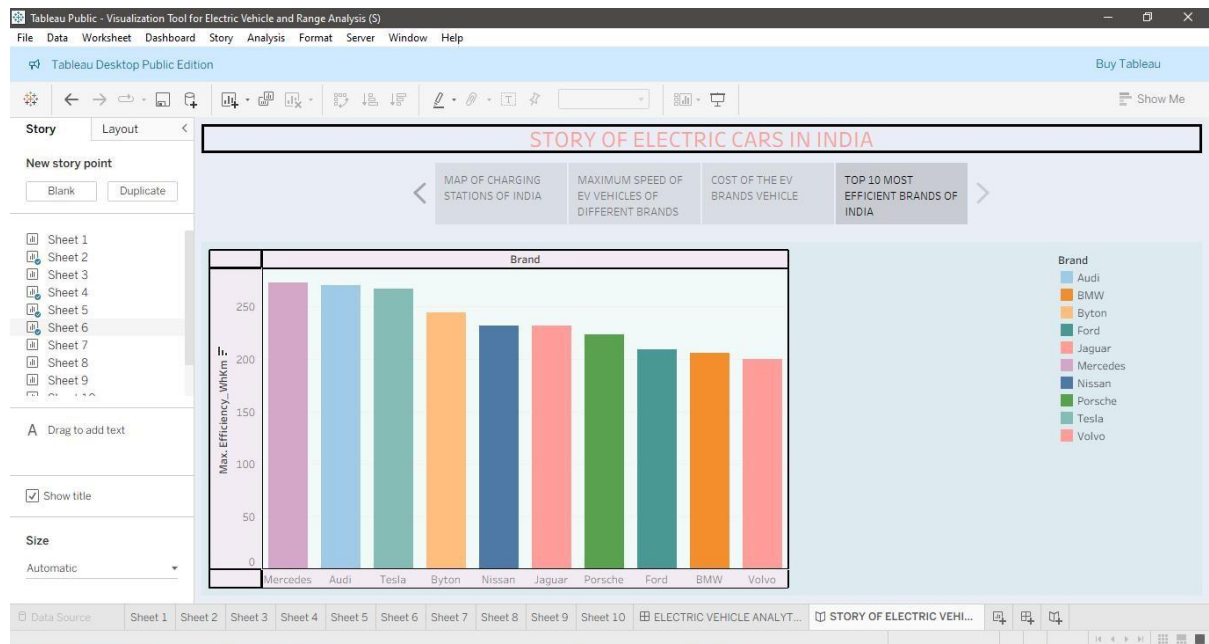 Tableau Public - Visualization Tool for Electric Vehicle and Range Analysis (S)
File Data Worksheet Dashboard Story Analysis Format Server Window Help
Tableau Desktop Public Edition
Buy Tableau
Show Me
Story Layout
New story point
Blank Duplicate
Sheet 1
Sheet 2
Sheet 3
Sheet 4
Sheet 5
Sheet 6
Sheet 7
Sheet 8
Sheet 9
A Drag to add text
Show title
Size
Automatic
STORY OF ELECTRIC CARS IN INDIA
MAP OF CHARGING
STATIONS OF INDIA
MAXIMUM SPEED OF
EV VEHICLES OF
DIFFERENT BRANDS
COST OF THE EV
BRANDS VEHICLE
TOP 10 MOST
EFFICIENT BRANDS OF
INDIA
Brand
Max. Efficiency_WhKm
250
200
150
100
50
0
Mercedes Audi Tesla Byton Nissan Jaguar Porsche Ford BMW Volvo
Brand
Audi
BMW
Byton
Ford
Jaguar
Mercedes
Nissan
Porsche
Tesla
Volvo
Data Source Sheet 1 Sheet 2 Sheet 3 Sheet 4 Sheet 5 Sheet 6 Sheet 7 Sheet 8 Sheet 9 Sheet 10 ELECTRIC VEHICLE ANALYT... STORY OF ELECTRIC VEHI...